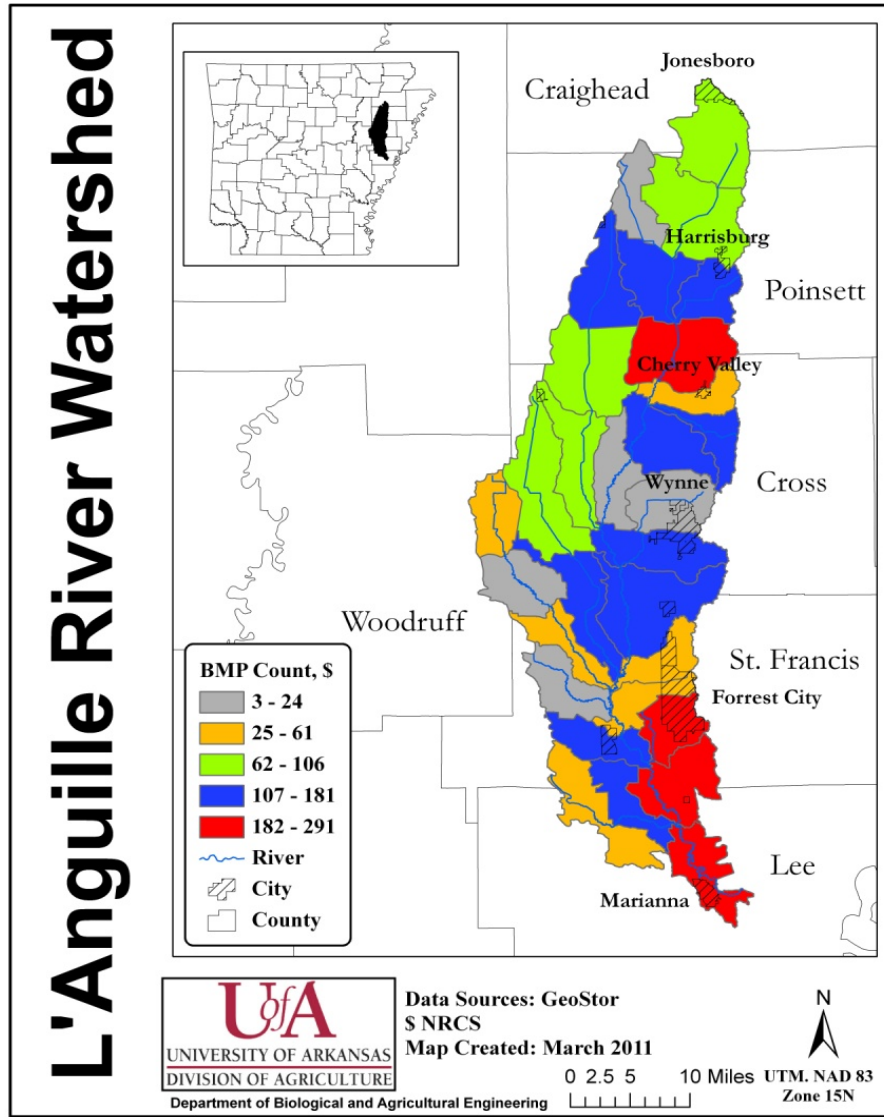 L'Anguille River Watershed
Jonesboro
Craighead
Harrisburg
Poinsett
Cherry Valley
Wynne
Cross
Woodruff
St. Francis
Forrest City
Lee
Marianna
BMP Count, $
3 - 24
25 - 61
62 - 106
107 - 181
182 - 291
River
City
County
UofA
UNIVERSITY OF ARKANSAS
DIVISION OF AGRICULTURE
Department of Biological and Agricultural Engineering
Data Sources: GeoStor
$ NRCS
Map Created: March 2011
0 2.5 5 10 Miles
N
UTM. NAD 83
Zone 15N